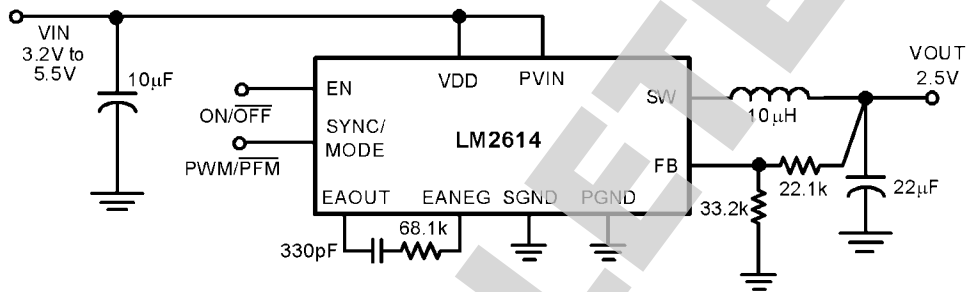 VIN
3.2V to
5.5V
10µF
EN
ON/OFF
SYNC/
MODE
PWM/PFM
VDD
PVIN
LM2614
SW
FB
EAOUT
EANEG
SGND
PGND
330pF
68.1k
10µH
VOUT
2.5V
22.1k
33.2k
22µF